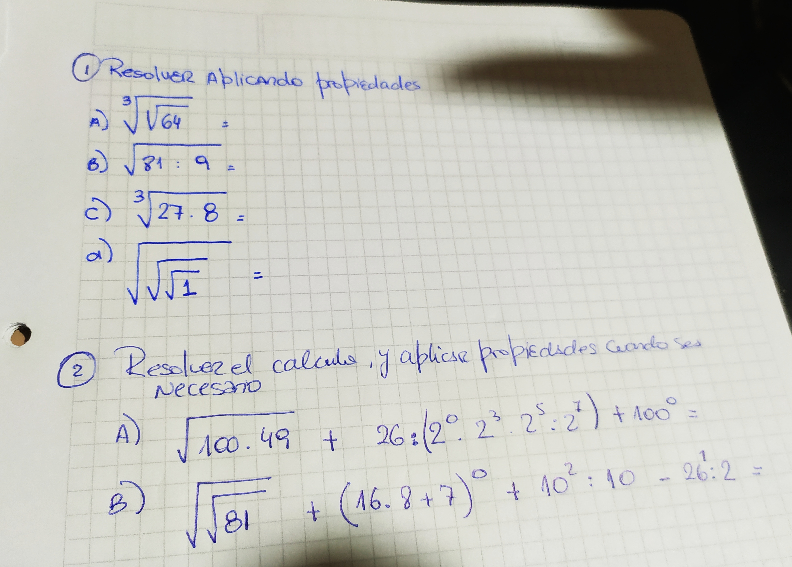 ① Resolver Aplicando propiedades
A) ∛√64 =
B) √(81 : 9) =
c) ∛(27 . 8) =
d) √√√1 =
② Resolver el calculo, y aplicar propiedades cuando sea
Necesario
A) √(100 . 49) + 26 : (2⁰ . 2³ . 2⁵ : 2⁷) + 100⁰ =
B) √√81 + (16 . 8 + 7)⁰ + 10² : 10 - 26¹ : 2 =